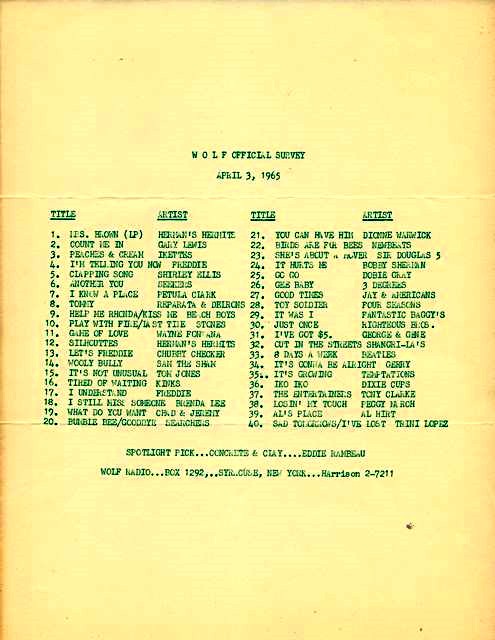 W O L F OFFICIAL SURVEY
APRIL 3, 1965
TITLE ARTIST
1. MRS. BROWN (LP) HERMAN'S HERMITS
2. COUNT ME IN GARY LEWIS
3. PEACHES & CREAM IKETTES
4. I'M TELLING YOU NOW FREDDIE
5. CLAPPING SONG SHIRLEY ELLIS
6. ANOTHER YOU SEEKERS
7. I KNOW A PLACE PETULA CLARK
8. TOMMY REPARATA & DELRONS
9. HELP ME RHONDA/KISS ME BEACH BOYS
10. PLAY WITH FIRE/LAST TIME STONES
11. GAME OF LOVE WAYNE FONTANA
12. SILHOUTTES HERMAN'S HERMITS
13. LET'S FREDDIE CHUBBY CHECKER
14. WOOLY BULLY SAM THE SHAM
15. IT'S NOT UNUSUAL TOM JONES
16. TIRED OF WAITING KINKS
17. I UNDERSTAND FREDDIE
18. I STILL MISS SOMEONE BRENDA LEE
19. WHAT DO YOU WANT CHAD & JEREMY
20. BUMBLE BEE/GOODBYE SEARCHERS
TITLE ARTIST
21. YOU CAN HAVE HIM DIONNE WARWICK
22. BIRDS ARE FOR BEES NEWBEATS
23. SHE'S ABOUT A MOVER SIR DOUGLAS 5
24. IT HURTS ME BOBBY SHERMAN
25. GO GO DOBIE GRAY
26. GEE BABY 3 DEGREES
27. GOOD TIMES JAY & AMERICANS
28. TOY SOLDIER FOUR SEASONS
29. IT WAS I FANTASTIC BAGGY'S
30. JUST ONCE RIGHTEOUS BROS.
31. I'VE GOT $5. GEORGE & GENE
32. OUT IN THE STREETS SHANGRI-LA'S
33. 8 DAYS A WEEK BEATLES
34. IT'S GONNA BE ALRIGHT GERRY
35. IT'S GROWING TEMPTATIONS
36. IKO IKO DIXIE CUPS
37. THE ENTERTAINERS TONY CLARKE
38. LOSIN' MY TOUCH PEGGY MARCH
39. AL'S PLACE AL HIRT
40. SAD TOMORROWS/I'VE LOST TRINI LOPEZ
SPOTLIGHT PICK...CONCRETE & CLAY....EDDIE RAMBEAU
WOLF RADIO...BOX 1292,..SYRACUSE, NEW YORK...HArrison 2-7211